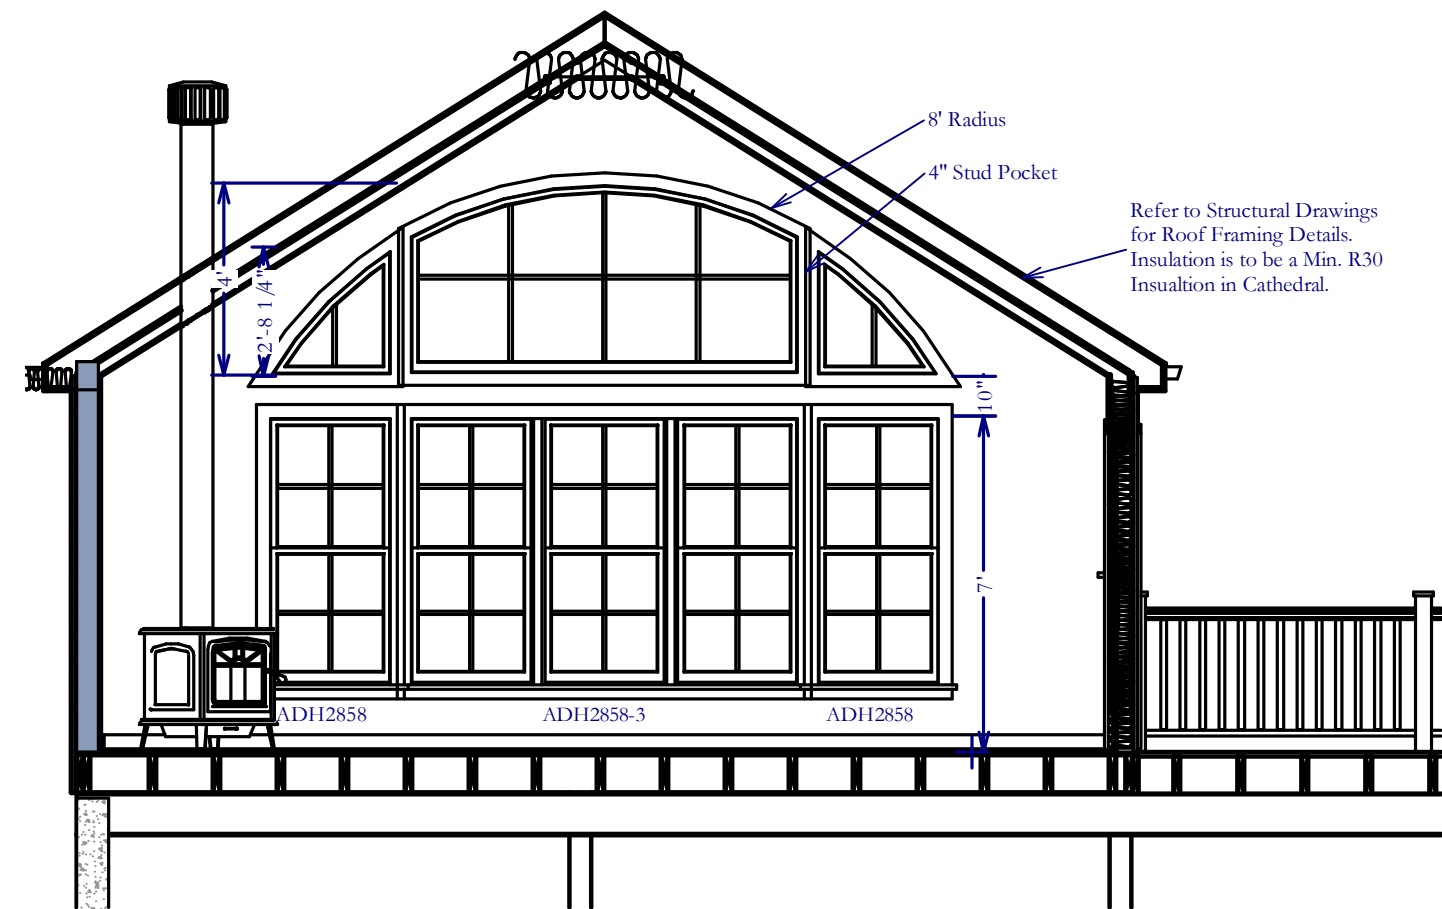 8' Radius
4" Stud Pocket
Refer to Structural Drawings
for Roof Framing Details.
Insulation is to be a Min. R30
Insualtion in Cathedral.
4'
2'-8 1/4"
10"
7'
ADH2858
ADH2858-3
ADH2858